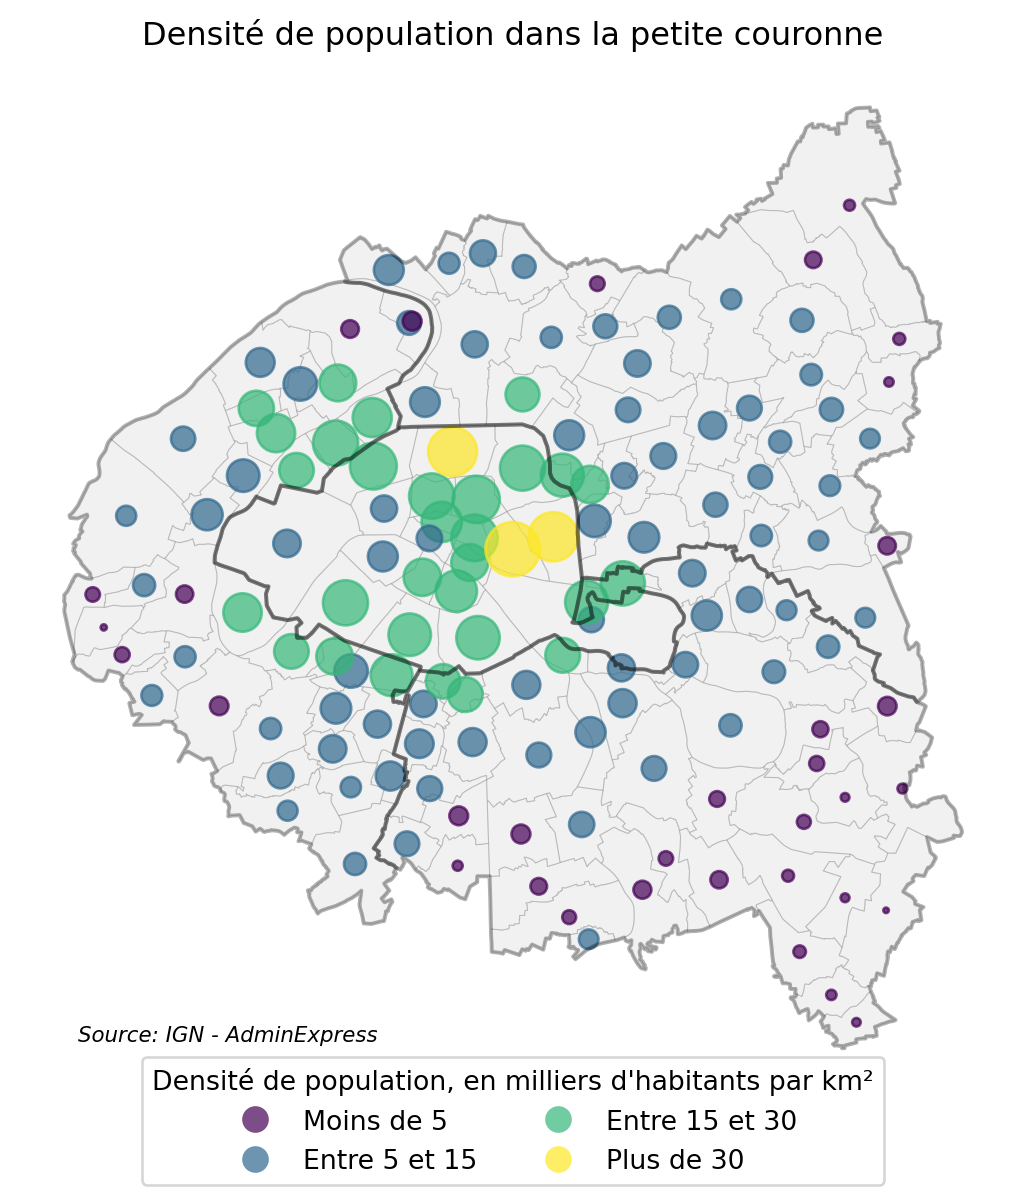 Densité de population dans la petite couronne
Source: IGN - AdminExpress
Densité de population, en milliers d'habitants par km²
Moins de 5
Entre 5 et 15
Entre 15 et 30
Plus de 30